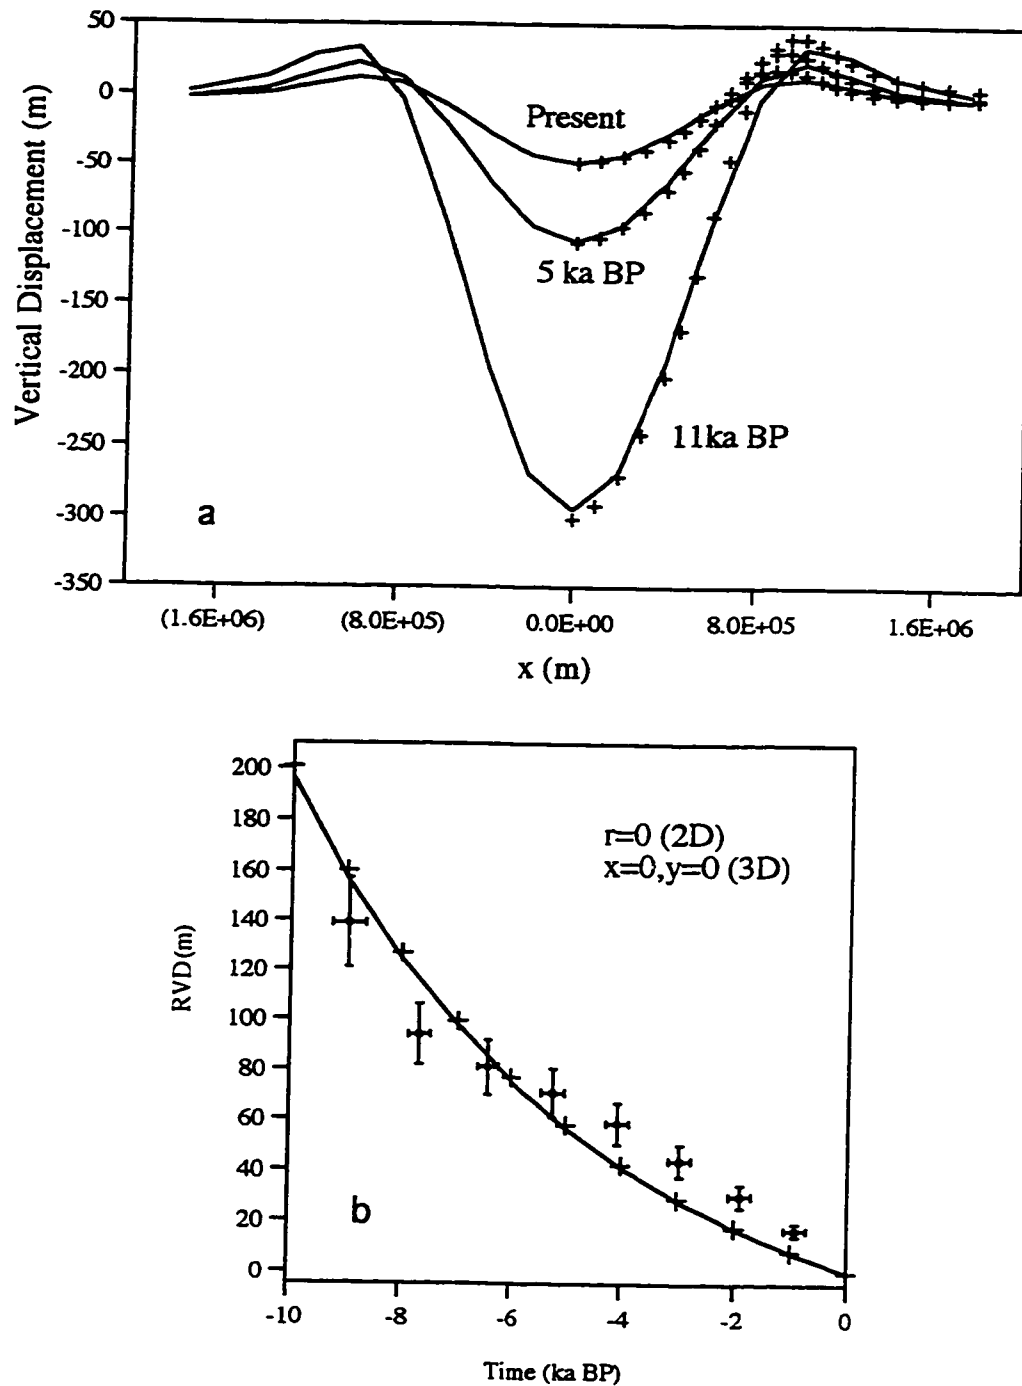 50
0
-50
-100
-150
-200
-250
-300
-350
Vertical Displacement (m)
Present
5 ka BP
11ka BP
a
(1.6E+06) (8.0E+05) 0.0E+00 8.0E+05 1.6E+06
x (m)
200
180
160
140
120
100
80
60
40
20
0
RVD(m)
r=0 (2D)
x=0,y=0 (3D)
b
-10 -8 -6 -4 -2 0
Time (ka BP)